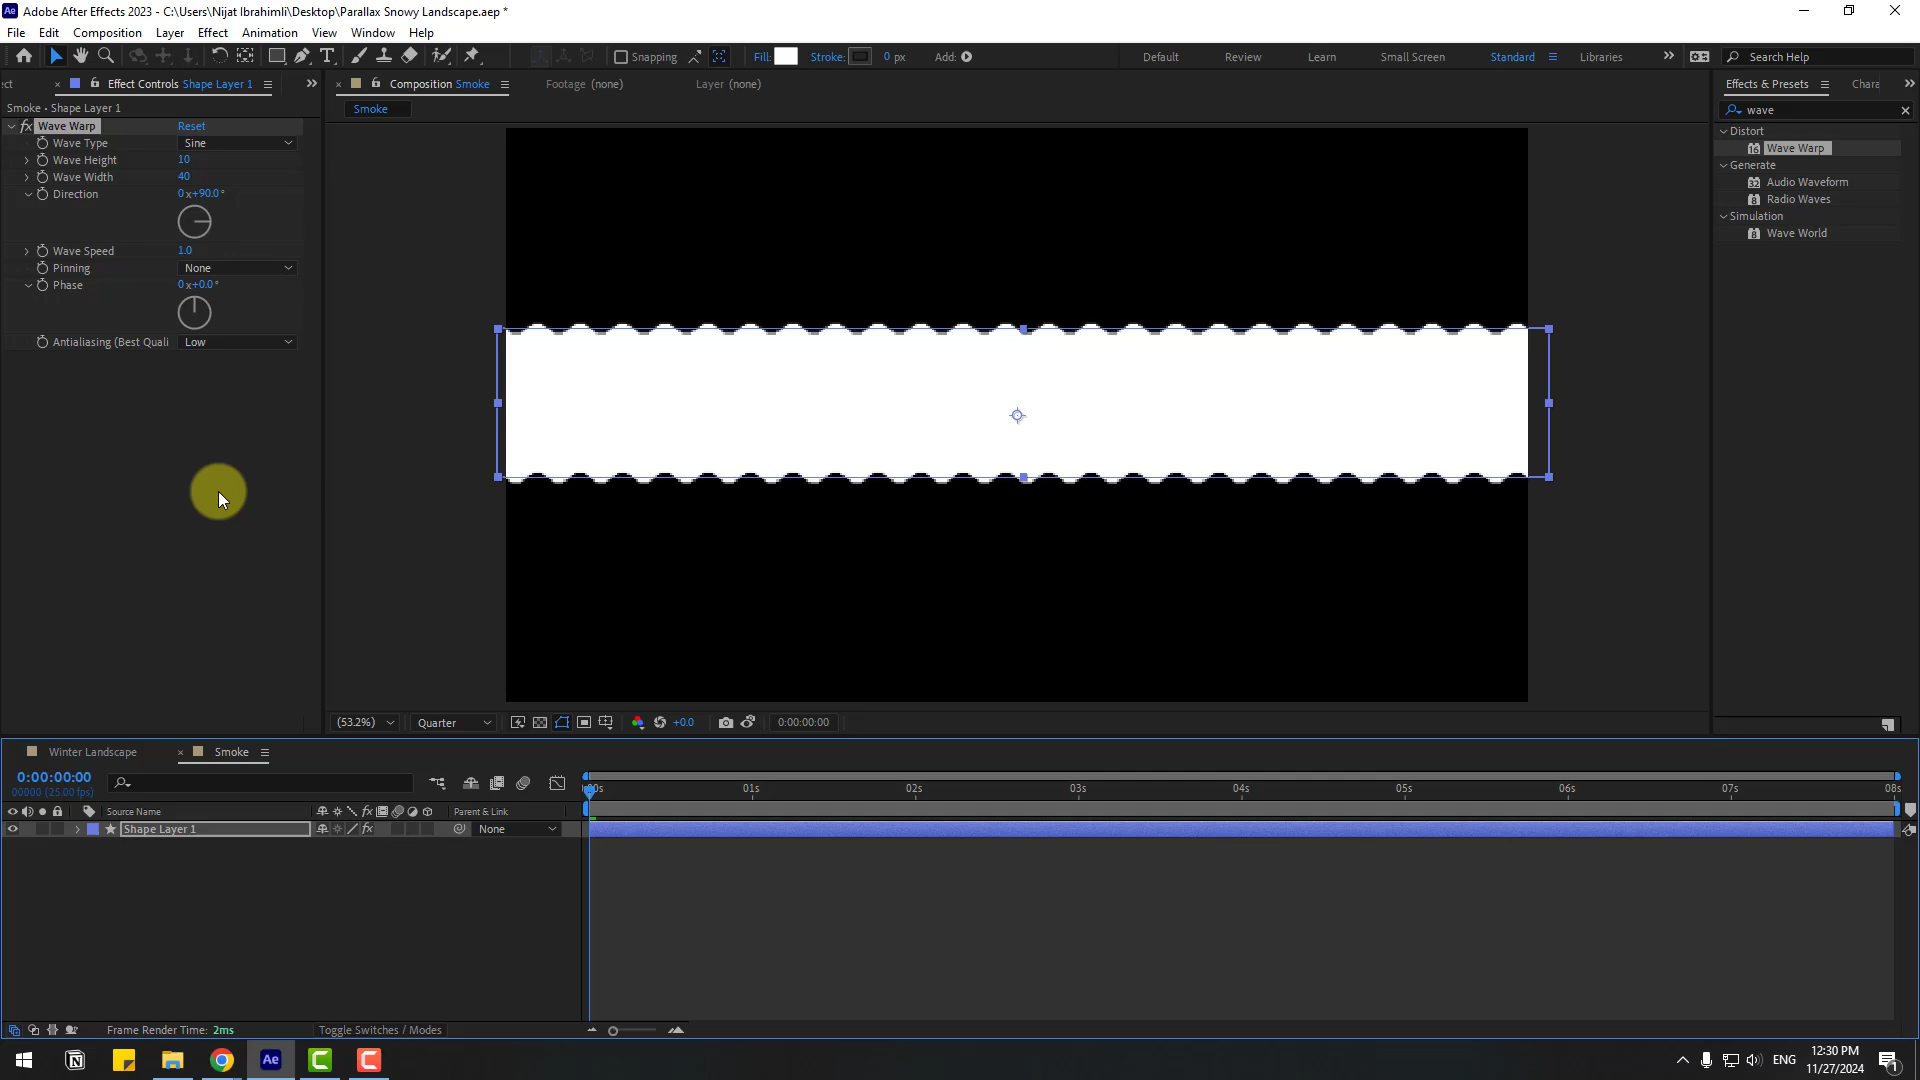 Adobe After Effects 2023 - C:\Users\Nijat Ibrahimli\Desktop\Parallax Snowy Landscape.aep *
File Edit Composition Layer Effect Animation View Window Help
Snapping Fill: Stroke: 0 px Add: Default Review Learn Small Screen Standard Libraries Search Help
ect Effect Controls Shape Layer 1 Composition Smoke Footage (none) Layer (none) Effects & Presets Chara
Smoke • Shape Layer 1
Smoke
wave
fx Wave Warp Reset
Wave Type Sine
Wave Height 10
Wave Width 40
Direction 0x+90.0°
Wave Speed 1.0
Pinning None
Phase 0x+0.0°
Antialiasing (Best Quali Low
Distort
Wave Warp
Generate
Audio Waveform
Radio Waves
Simulation
Wave World
(53.2%) Quarter +0.0 0:00:00:00
Winter Landscape Smoke
0:00:00:00
00000 (25.00 fps)
00s 01s 02s 03s 04s 05s 06s 07s 08s
Source Name Parent & Link
Shape Layer 1 None
Frame Render Time: 2ms Toggle Switches / Modes
Ae ENG 12:30 PM
11/27/2024
1